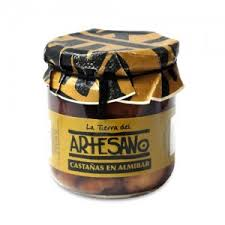 La Tierra del
ARTESANO
CASTAÑAS EN ALMIBAR